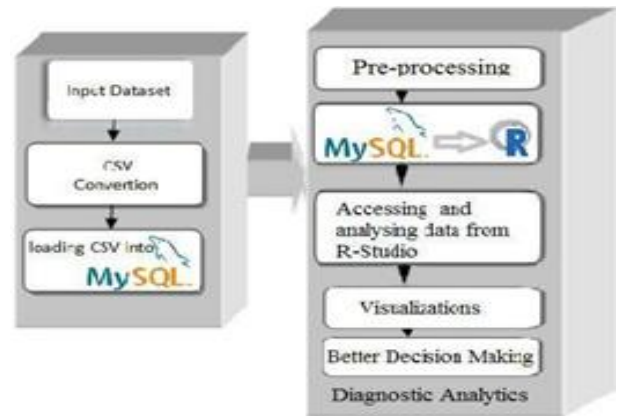 Input Dataset
CSV
Convertion
loading CSV into
MySQL
Pre-processing
MySQL R
Accessing and
analysing data from
R-Studio
Visualizations
Better Decision Making
Diagnostic Analytics